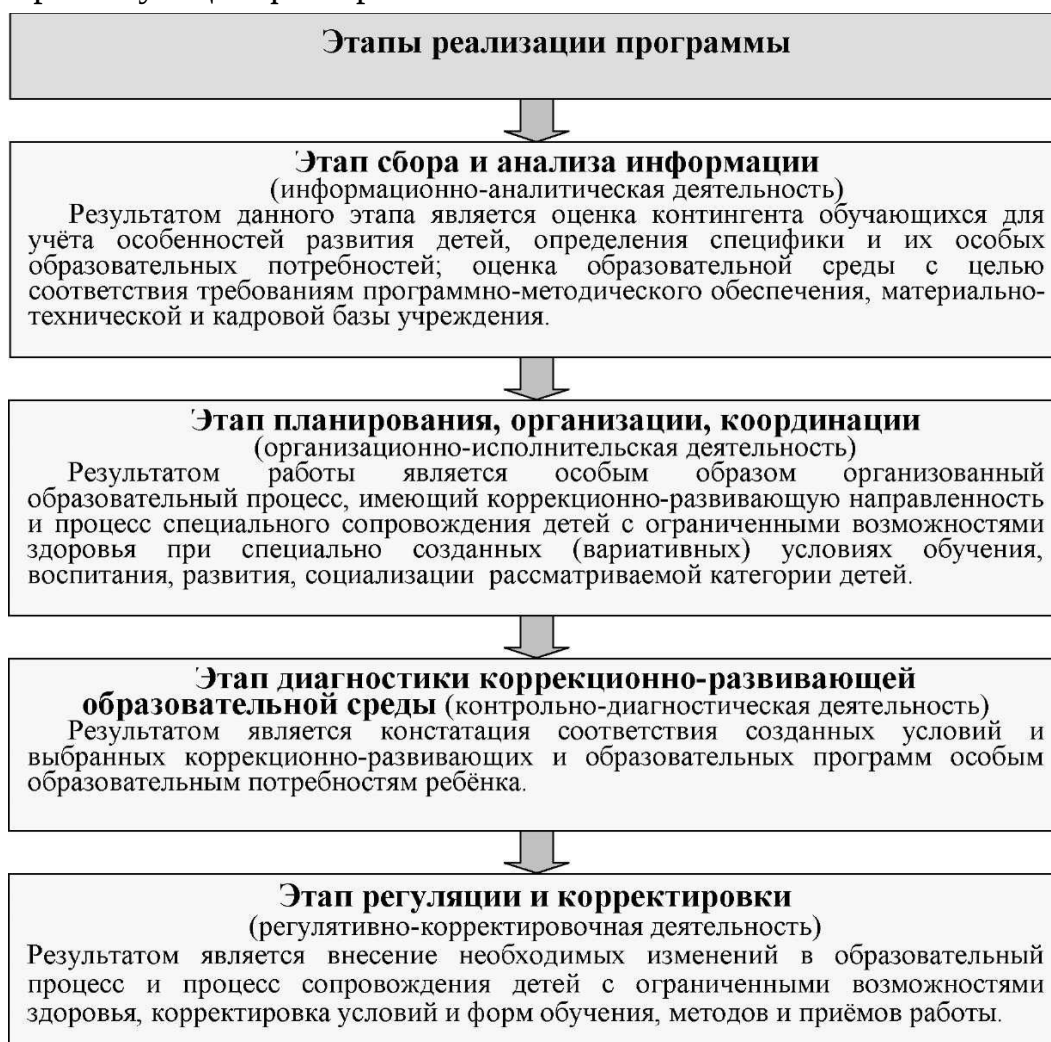 Этапы реализации программы
Этап сбора и анализа информации
(информационно-аналитическая деятельность)
Результатом данного этапа является оценка контингента обучающихся для
учёта особенностей развития детей, определения специфики и их особых
образовательных потребностей; оценка образовательной среды с целью
соответствия требованиям программно-методического обеспечения, материально-
технической и кадровой базы учреждения.
Этап планирования, организации, координации
(организационно-исполнительская деятельность)
Результатом работы является особым образом организованный
образовательный процесс, имеющий коррекционно-развивающую направленность
и процесс специального сопровождения детей с ограниченными возможностями
здоровья при специально созданных (вариативных) условиях обучения,
воспитания, развития, социализации рассматриваемой категории детей.
Этап диагностики коррекционно-развивающей
образовательной среды (контрольно-диагностическая деятельность)
Результатом является констатация соответствия созданных условий и
выбранных коррекционно-развивающих и образовательных программ особым
образовательным потребностям ребёнка.
Этап регуляции и корректировки
(регулятивно-корректировочная деятельность)
Результатом является внесение необходимых изменений в образовательный
процесс и процесс сопровождения детей с ограниченными возможностями
здоровья, корректировка условий и форм обучения, методов и приёмов работы.